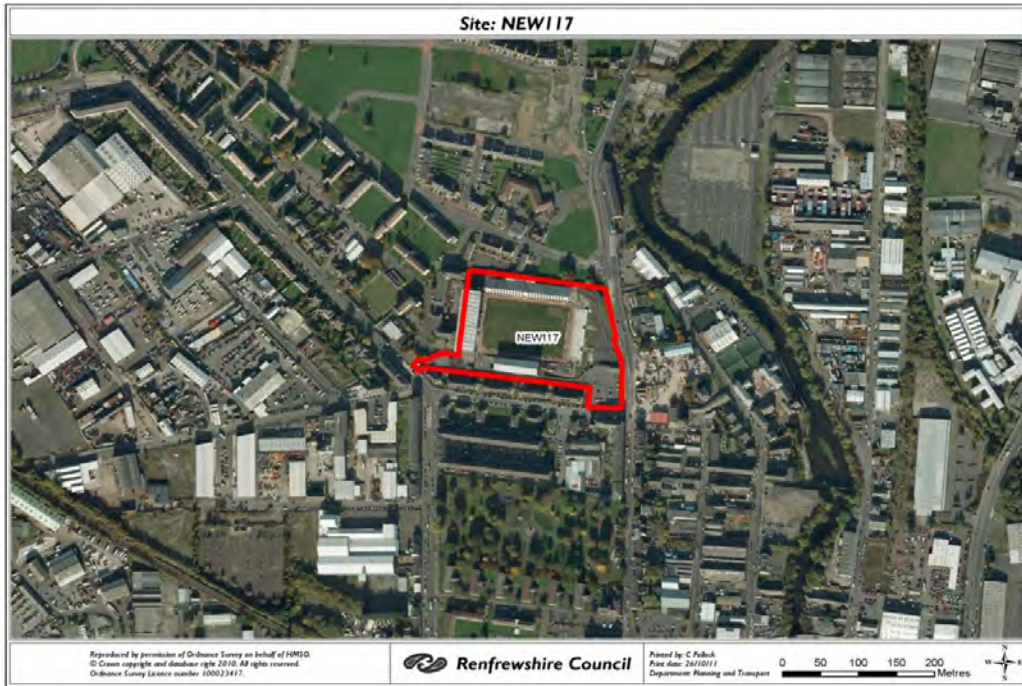 Site: NEW117
NEW117
Reproduced by permission of Ordnance Survey on behalf of HMSO.
© Crown copyright and database right 2010. All rights reserved.
Ordnance Survey Licence number 100023417.
Renfrewshire Council
Printed by: C Pollock
Print date: 26/10/11
Department: Planning and Transport
0 50 100 150 200
Metres
N
W E
S